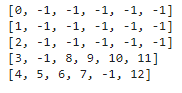 [0, -1, -1, -1, -1, -1]
[1, -1, -1, -1, -1, -1]
[2, -1, -1, -1, -1, -1]
[3, -1, 8, 9, 10, 11]
[4, 5, 6, 7, -1, 12]